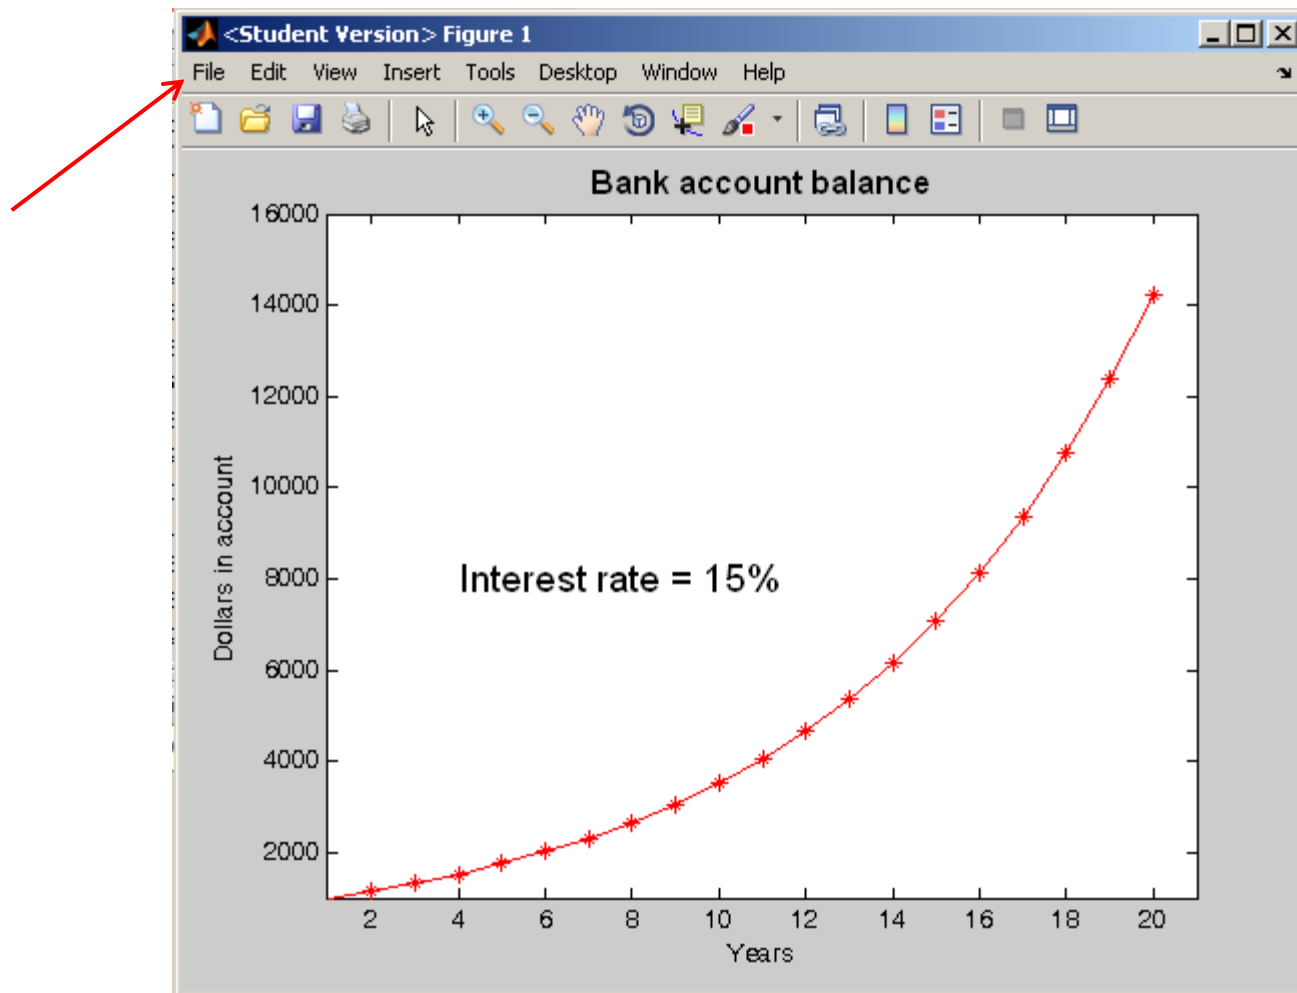 <Student Version> Figure 1
File Edit View Insert Tools Desktop Window Help
Bank account balance
16000
14000
12000
10000
8000
6000
4000
2000
Dollars in account
Interest rate = 15%
2 4 6 8 10 12 14 16 18 20
Years